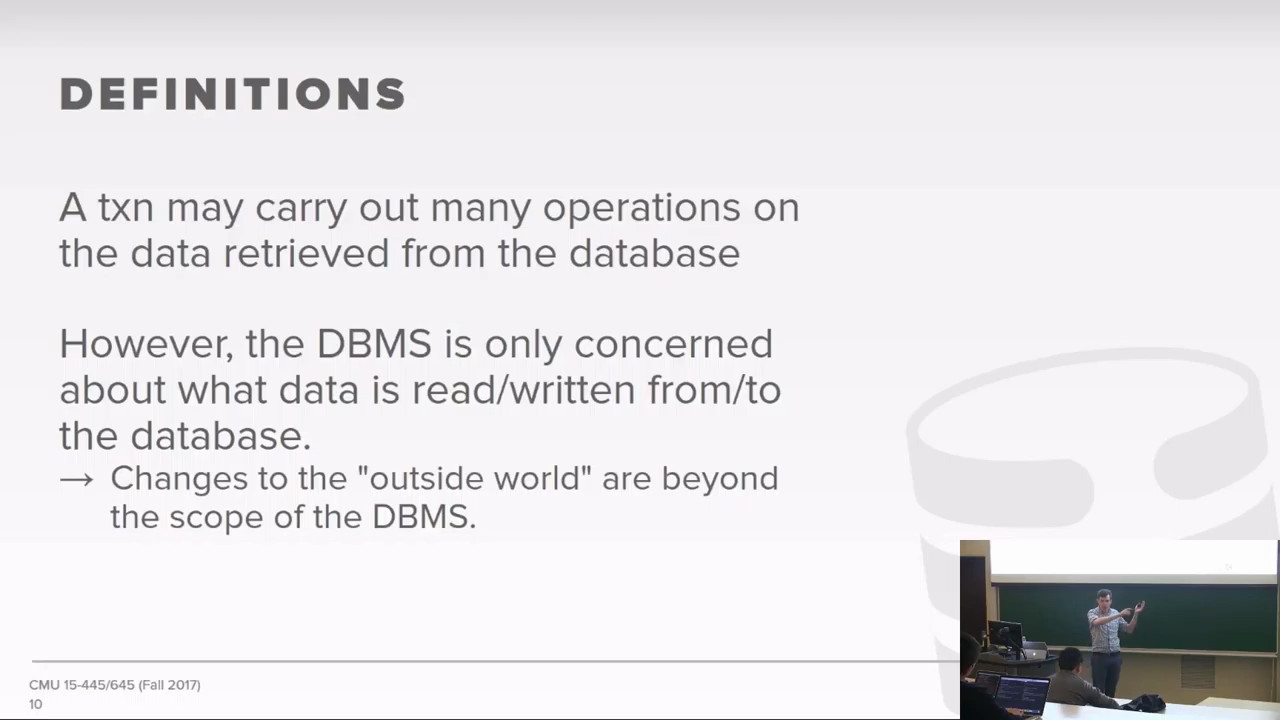 DEFINITIONS
A txn may carry out many operations on
the data retrieved from the database
However, the DBMS is only concerned
about what data is read/written from/to
the database.
→ Changes to the "outside world" are beyond
the scope of the DBMS.
CMU 15-445/645 (Fall 2017)
10